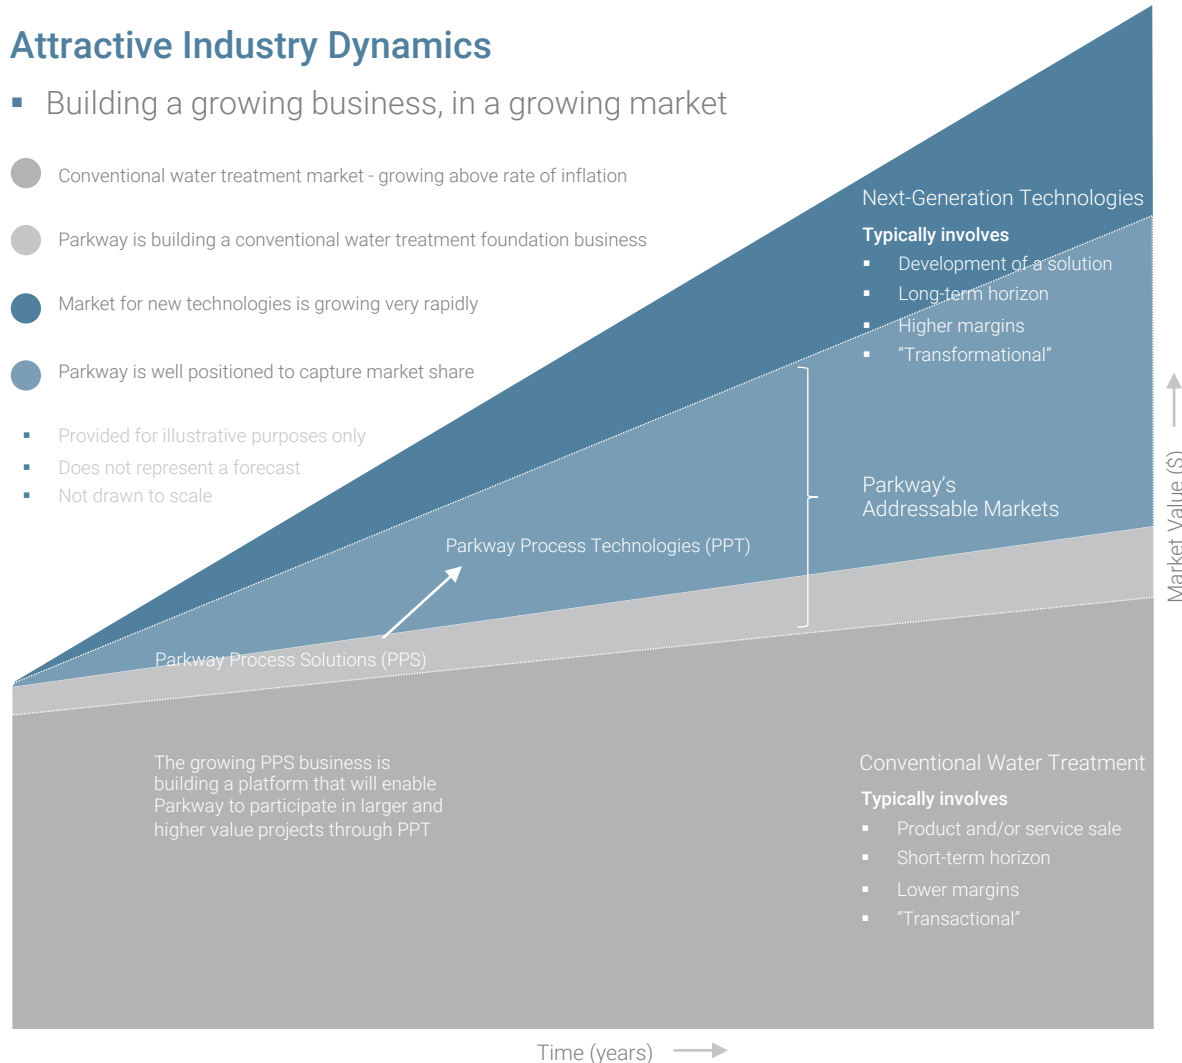 Attractive Industry Dynamics
▪ Building a growing business, in a growing market
Conventional water treatment market - growing above rate of inflation
Parkway is building a conventional water treatment foundation business
Market for new technologies is growing very rapidly
Parkway is well positioned to capture market share
▪ Provided for illustrative purposes only
▪ Does not represent a forecast
▪ Not drawn to scale
Next-Generation Technologies
Typically involves
▪ Development of a solution
▪ Long-term horizon
▪ Higher margins
▪ “Transformational”
Parkway’s
Addressable Markets
Market Value ($)
Parkway Process Technologies (PPT)
Parkway Process Solutions (PPS)
The growing PPS business is
building a platform that will enable
Parkway to participate in larger and
higher value projects through PPT
Conventional Water Treatment
Typically involves
▪ Product and/or service sale
▪ Short-term horizon
▪ Lower margins
▪ “Transactional”
Time (years)